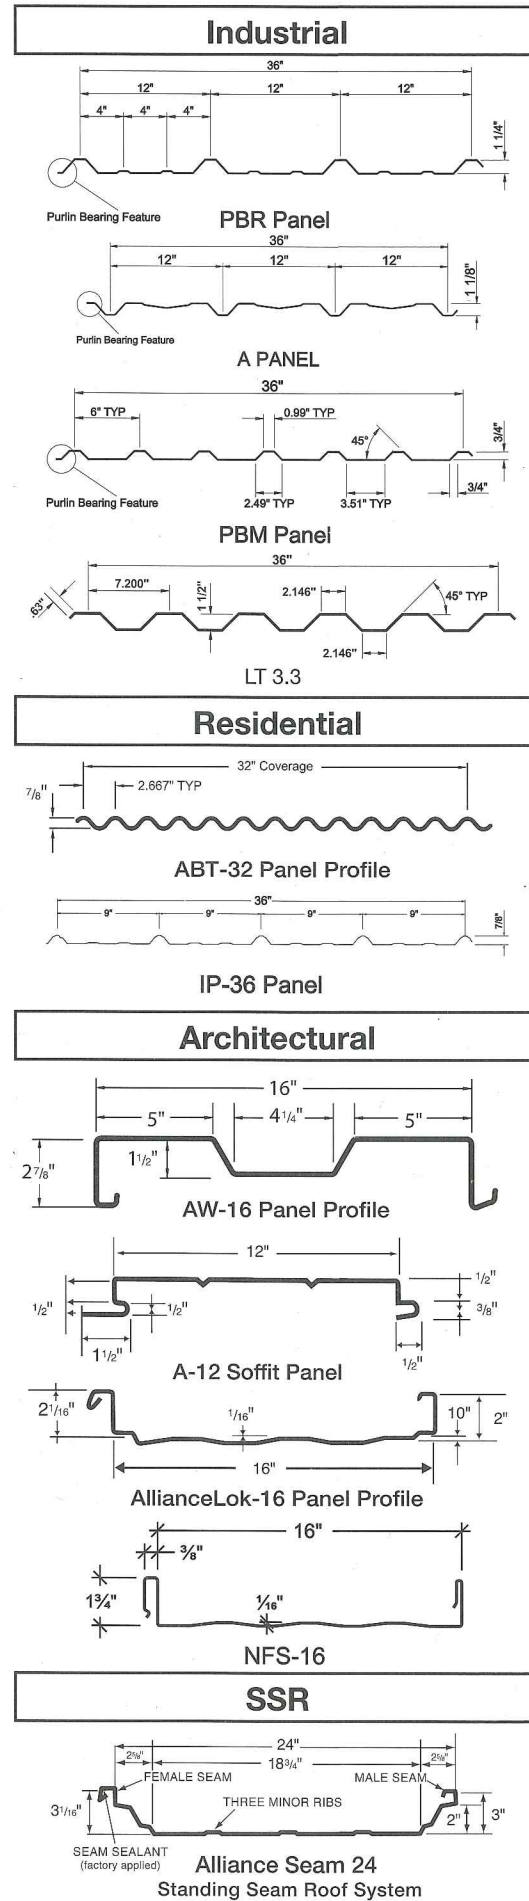 Industrial
36"
12" 12" 12"
4" 4" 4"
1 1/4"
Purlin Bearing Feature
PBR Panel
36"
12" 12" 12"
1 1/8"
Purlin Bearing Feature
A PANEL
36"
6" TYP 0.99" TYP
45°
3/4"
Purlin Bearing Feature
2.49" TYP 3.51" TYP 3/4"
PBM Panel
36"
.63" 7.200" 1 1/2" 2.146" 45° TYP
2.146"
LT 3.3
Residential
32" Coverage
7/8" 2.667" TYP
ABT-32 Panel Profile
36"
9" 9" 9" 9"
7/8"
IP-36 Panel
Architectural
16"
5" 4 1/4" 5"
2 7/8" 1 1/2"
AW-16 Panel Profile
12"
1/2"
1/2" 1/2" 3/8"
1 1/2" 1/2"
A-12 Soffit Panel
2 1/16" 1/16" 10" 2"
16"
AllianceLok-16 Panel Profile
16"
3/8"
1 3/4" 1/16"
NFS-16
SSR
24"
2 5/8" 18 3/4" 2 5/8"
FEMALE SEAM MALE SEAM
3 1/16" THREE MINOR RIBS 2" 3"
SEAM SEALANT
(factory applied)
Alliance Seam 24
Standing Seam Roof System